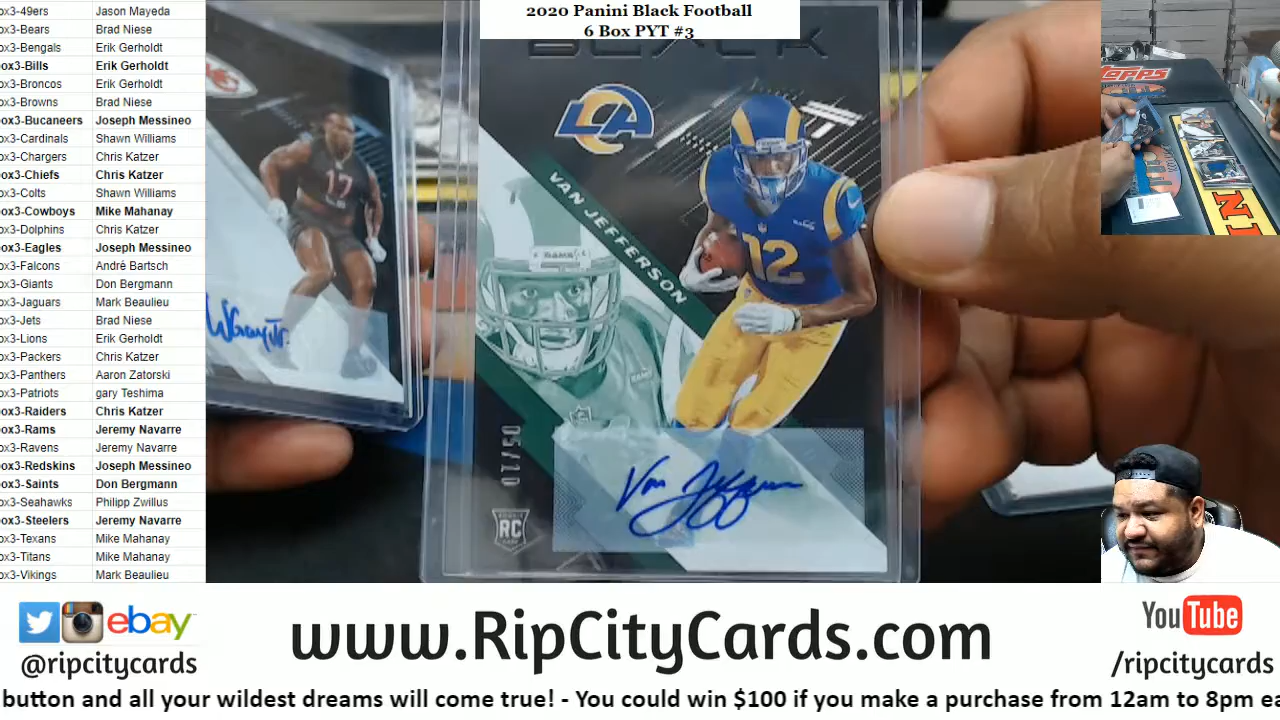 2020 Panini Black Football
6 Box PYT #3
ox3-49ers Jason Mayeda
ox3-Bears Brad Niese
ox3-Bengals Erik Gerholdt
ox3-Bills Erik Gerholdt
ox3-Broncos Erik Gerholdt
ox3-Browns Brad Niese
ox3-Bucaneers Joseph Messineo
ox3-Cardinals Shawn Williams
ox3-Chargers Chris Katzer
ox3-Chiefs Chris Katzer
ox3-Colts Shawn Williams
ox3-Cowboys Mike Mahanay
ox3-Dolphins Chris Katzer
ox3-Eagles Joseph Messineo
ox3-Falcons André Bartsch
ox3-Giants Don Bergmann
ox3-Jaguars Mark Beaulieu
ox3-Jets Brad Niese
ox3-Lions Erik Gerholdt
ox3-Packers Chris Katzer
ox3-Panthers Aaron Zatorski
ox3-Patriots gary Teshima
ox3-Raiders Chris Katzer
ox3-Rams Jeremy Navarre
ox3-Ravens Jeremy Navarre
ox3-Redskins Joseph Messineo
ox3-Saints Don Bergmann
ox3-Seahawks Philipp Zwillus
ox3-Steelers Jeremy Navarre
ox3-Texans Mike Mahanay
ox3-Titans Mike Mahanay
ox3-Vikings Mark Beaulieu
BLACK
LA
VAN JEFFERSON
12
RAMS
RAMS
05/10
ROOKIE
RC
Van Jefferson
17
Topps
NI
ebay
@ripcitycards
www.RipCityCards.com
YouTube
/ripcitycards
button and all your wildest dreams will come true! - You could win $100 if you make a purchase from 12am to 8pm ea